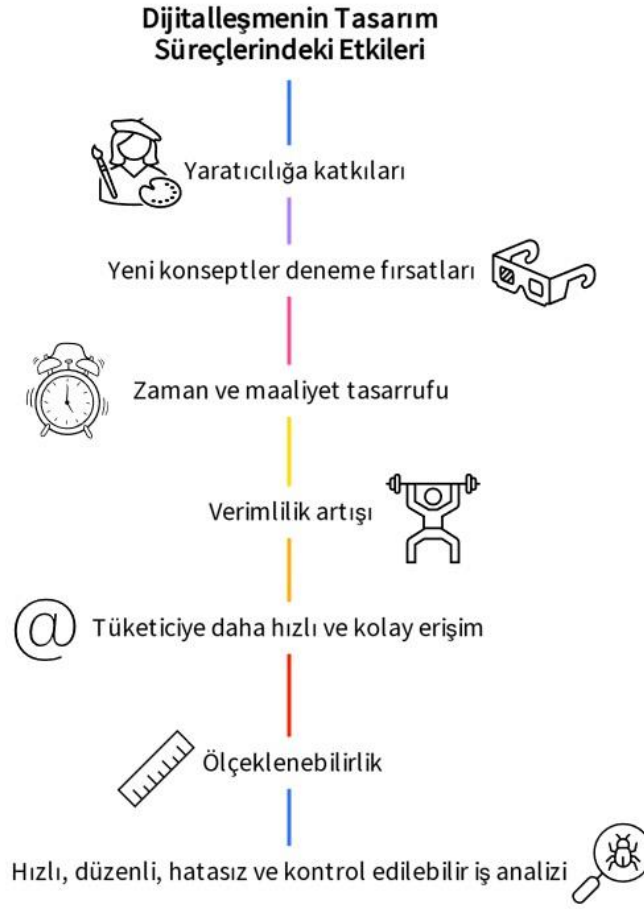 Dijitalleşmenin Tasarım
Süreçlerindeki Etkileri
Yaratıcılığa katkıları
Yeni konseptler deneme fırsatları
Zaman ve maaliyet tasarrufu
Verimlilik artışı
@ Tüketiciye daha hızlı ve kolay erişim
Ölçeklenebilirlik
Hızlı, düzenli, hatasız ve kontrol edilebilir iş analizi